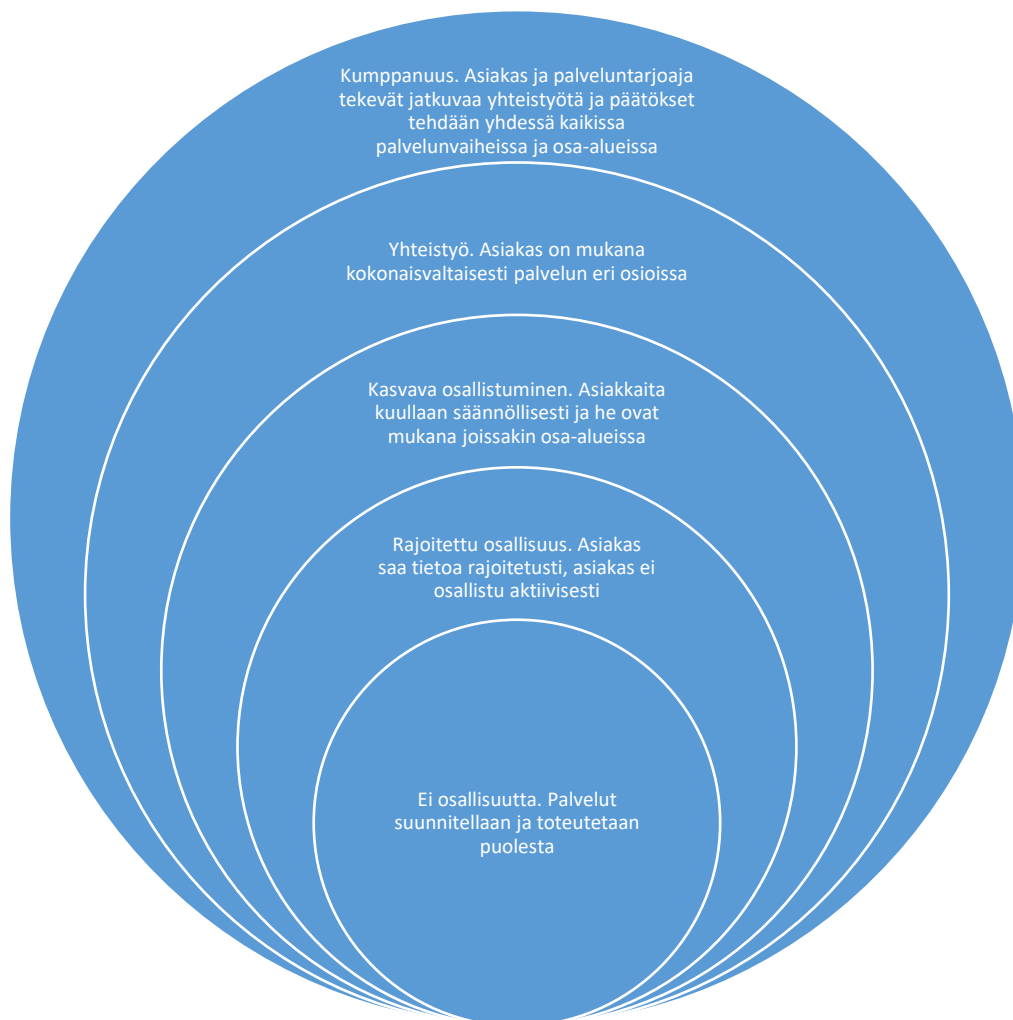 Kumppanuus. Asiakas ja palveluntarjoaja
tekevät jatkuvaa yhteistyötä ja päätökset
tehdään yhdessä kaikissa
palvelunvaiheissa ja osa-alueissa
Yhteistyö. Asiakas on mukana
kokonaisvaltaisesti palvelun eri osioissa
Kasvava osallistuminen. Asiakkaita
kuullaan säännöllisesti ja he ovat
mukana joissakin osa-alueissa
Rajoitettu osallisuus. Asiakas
saa tietoa rajoitetusti, asiakas ei
osallistu aktiivisesti
Ei osallisuutta. Palvelut
suunnitellaan ja toteutetaan
puolesta